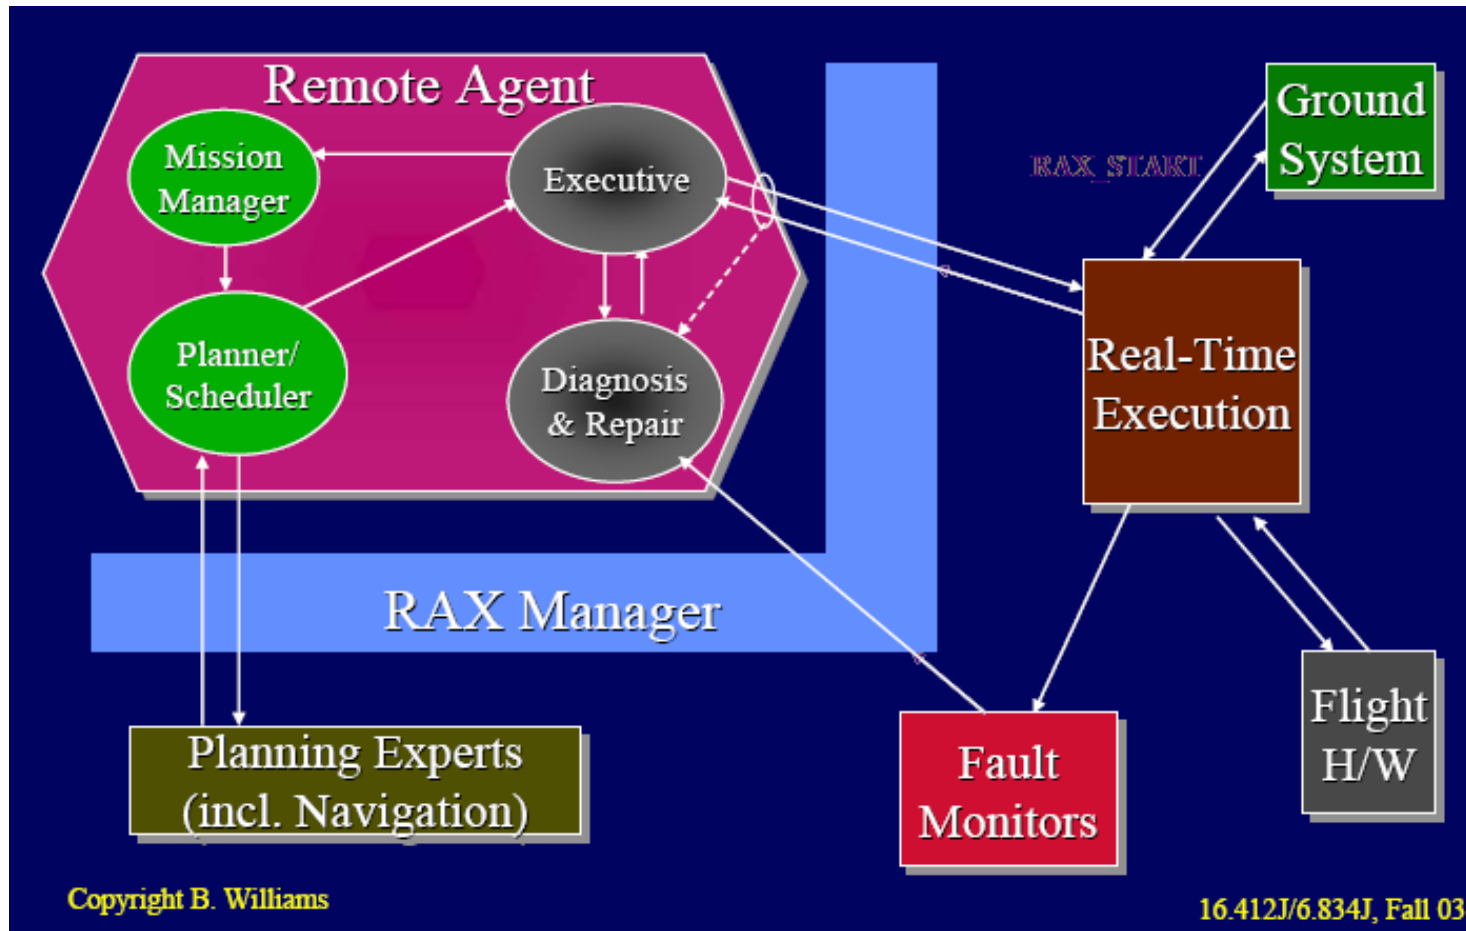 Remote Agent
Mission
Manager
Executive
Planner/
Scheduler
Diagnosis
& Repair
RAX Manager
RAX_START
Ground
System
Real-Time
Execution
Planning Experts
(incl. Navigation)
Fault
Monitors
Flight
H/W
Copyright B. Williams
16.412J/6.834J, Fall 03